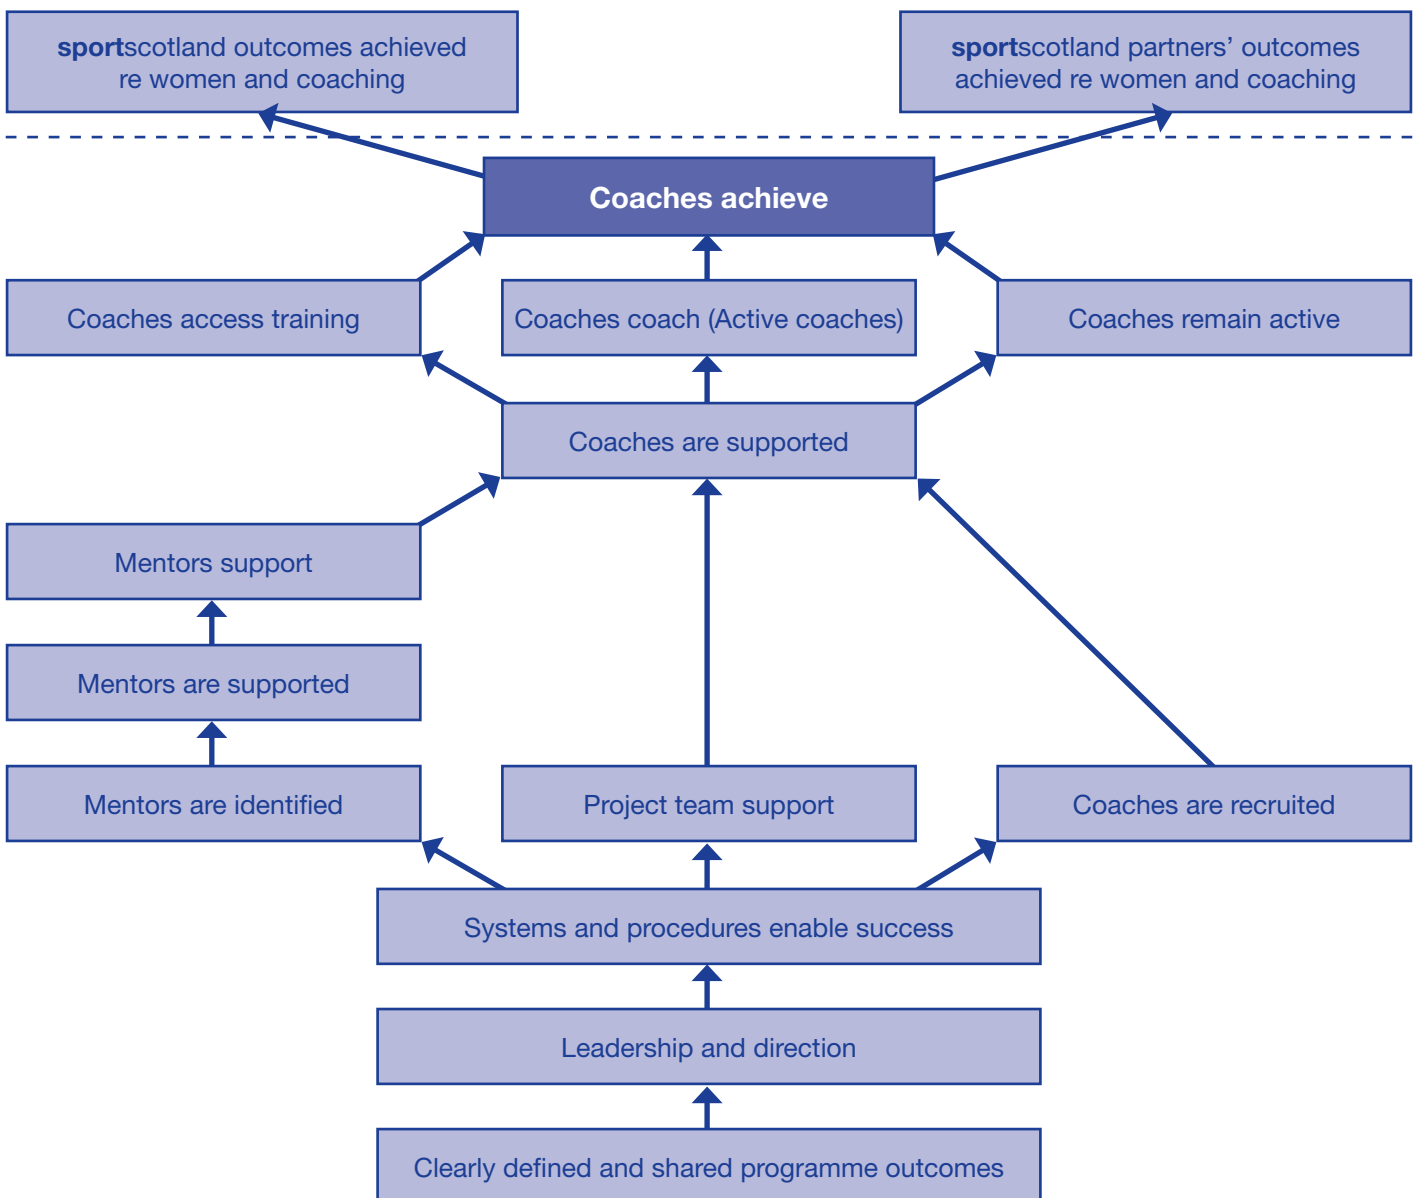 sportscotland outcomes achieved
re women and coaching
sportscotland partners’ outcomes
achieved re women and coaching
Coaches achieve
Coaches access training
Coaches coach (Active coaches)
Coaches remain active
Coaches are supported
Mentors support
Mentors are supported
Mentors are identified
Project team support
Coaches are recruited
Systems and procedures enable success
Leadership and direction
Clearly defined and shared programme outcomes